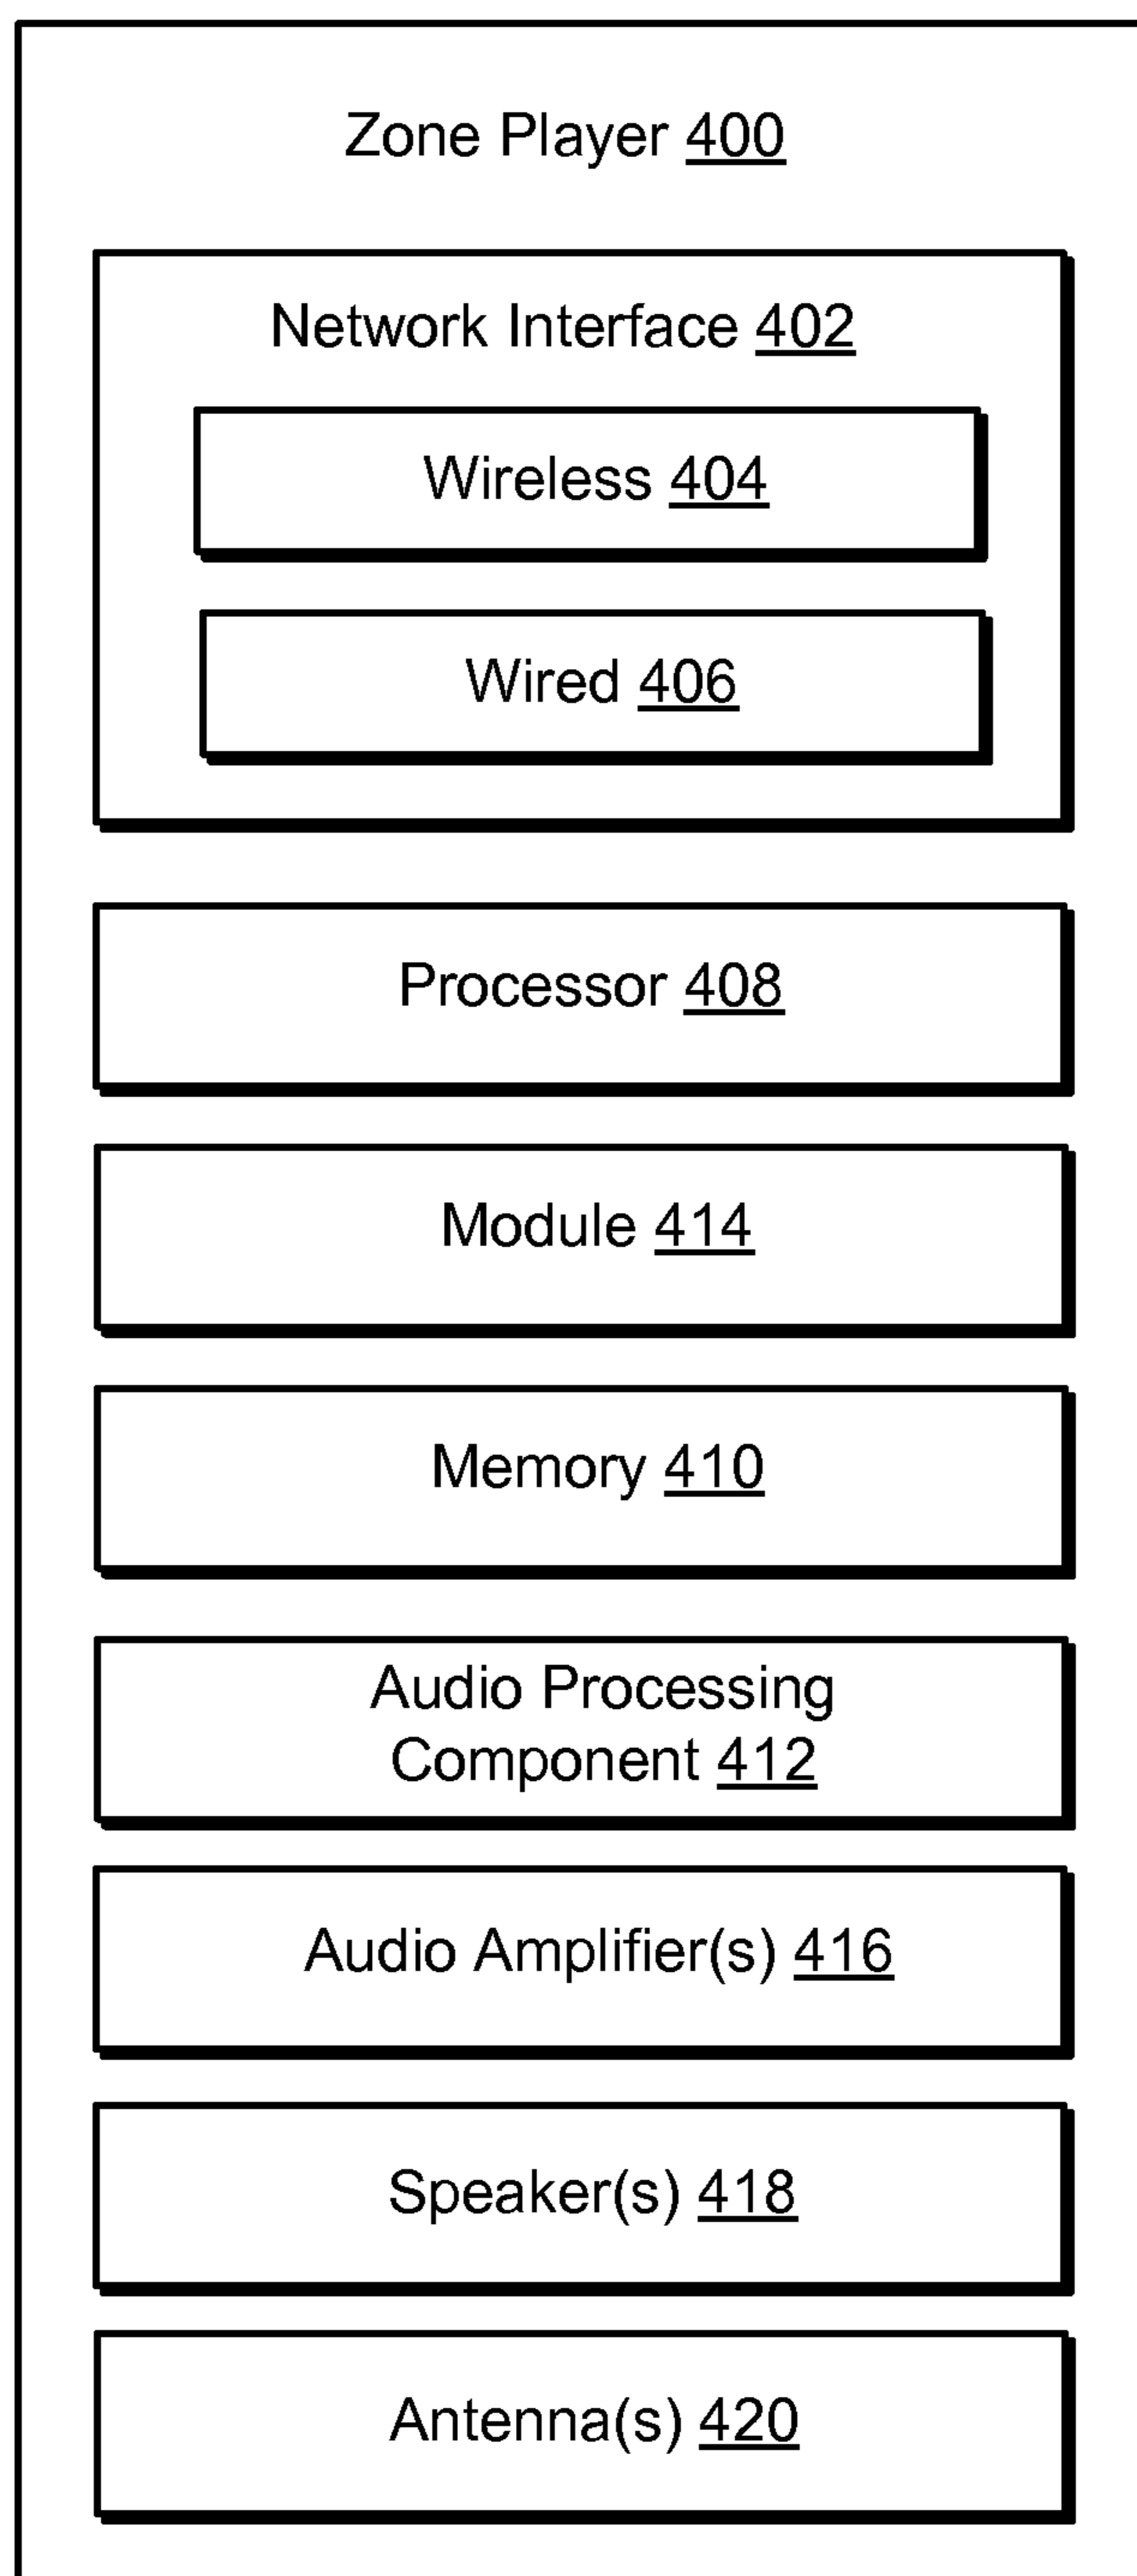 Zone Player 400
Network Interface 402
Wireless 404
Wired 406
Processor 408
Module 414
Memory 410
Audio Processing
Component 412
Audio Amplifier(s) 416
Speaker(s) 418
Antenna(s) 420